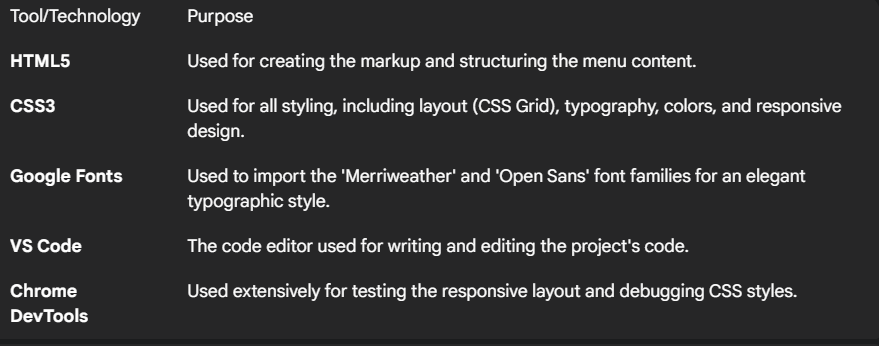 Tool/Technology Purpose
HTML5 Used for creating the markup and structuring the menu content.
CSS3 Used for all styling, including layout (CSS Grid), typography, colors, and responsive
design.
Google Fonts Used to import the 'Merriweather' and 'Open Sans' font families for an elegant
typographic style.
VS Code The code editor used for writing and editing the project's code.
Chrome Used extensively for testing the responsive layout and debugging CSS styles.
DevTools